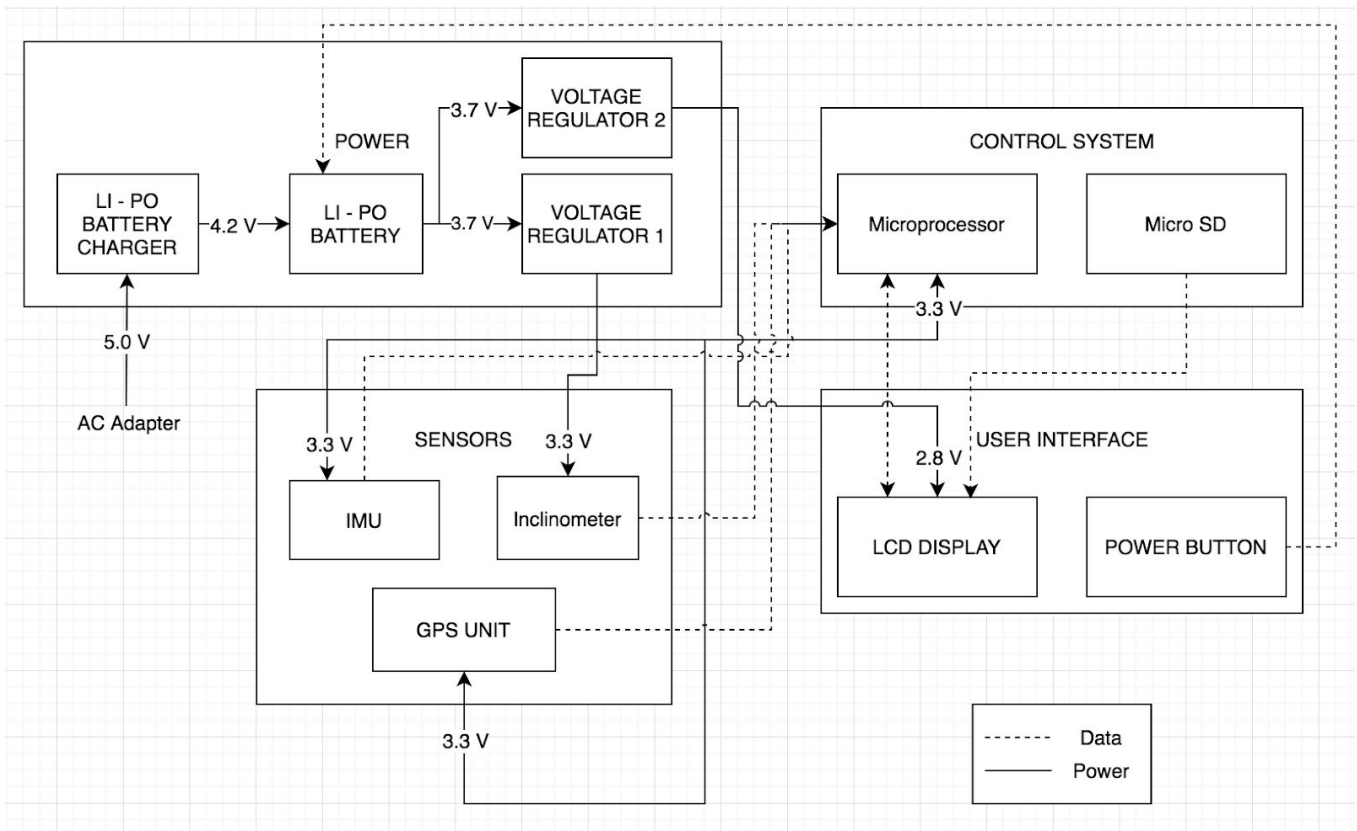 POWER
LI - PO
BATTERY
CHARGER
4.2 V
LI - PO
BATTERY
3.7 V
VOLTAGE
REGULATOR 2
3.7 V
VOLTAGE
REGULATOR 1
5.0 V
AC Adapter
CONTROL SYSTEM
Microprocessor
Micro SD
3.3 V
SENSORS
3.3 V
IMU
3.3 V
Inclinometer
GPS UNIT
3.3 V
USER INTERFACE
2.8 V
LCD DISPLAY
POWER BUTTON
Data
Power